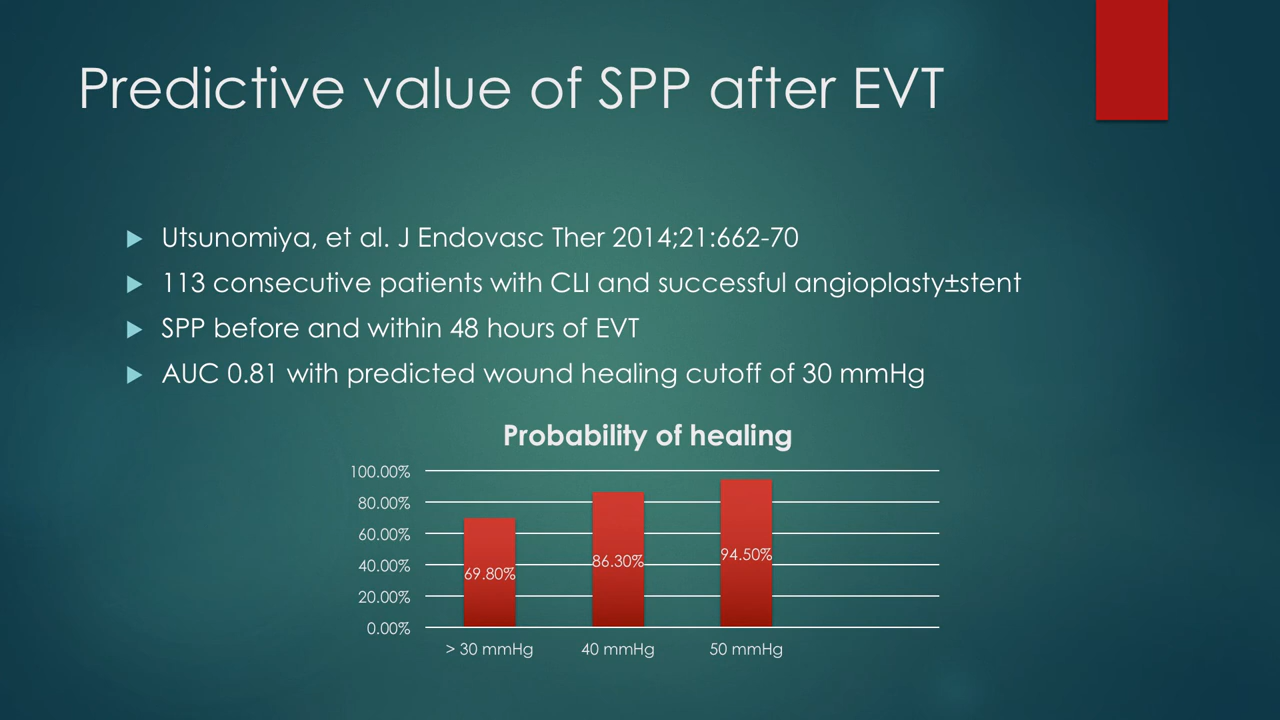 Predictive value of SPP after EVT
Utsunomiya, et al. J Endovasc Ther 2014;21:662-70
113 consecutive patients with CLI and successful angioplasty±stent
SPP before and within 48 hours of EVT
AUC 0.81 with predicted wound healing cutoff of 30 mmHg
Probability of healing
100.00%
80.00%
60.00%
40.00%
20.00%
0.00%
69.80%
86.30%
94.50%
> 30 mmHg
40 mmHg
50 mmHg